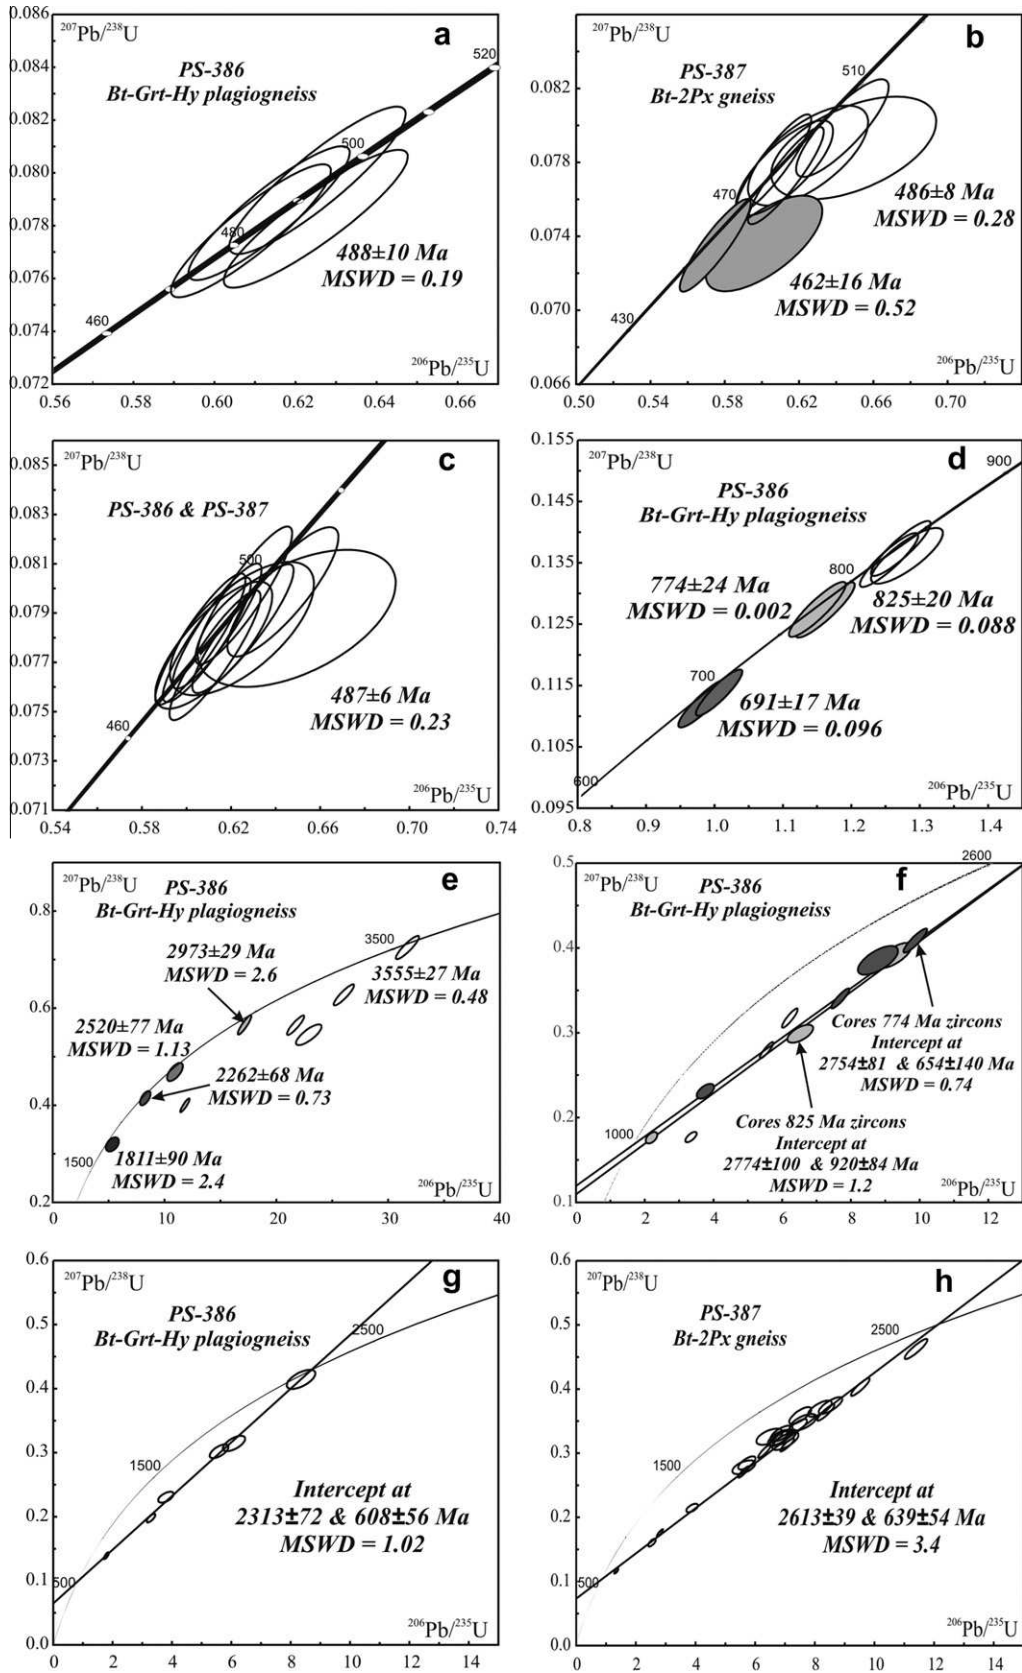 0.086
0.084
0.082
0.080
0.078
0.076
0.074
0.072
²⁰⁷Pb/²³⁸U
a
PS-386
Bt-Grt-Hy plagiogneiss
520
500
480
460
488±10 Ma
MSWD = 0.19
²⁰⁶Pb/²³⁵U
0.56
0.58
0.60
0.62
0.64
0.66
0.086
0.082
0.078
0.074
0.070
0.066
²⁰⁷Pb/²³⁸U
b
PS-387
Bt-2Px gneiss
510
470
430
486±8 Ma
MSWD = 0.28
462±16 Ma
MSWD = 0.52
²⁰⁶Pb/²³⁵U
0.50
0.54
0.58
0.62
0.66
0.70
0.085
0.083
0.081
0.079
0.077
0.075
0.073
0.071
²⁰⁷Pb/²³⁸U
c
PS-386 & PS-387
500
460
487±6 Ma
MSWD = 0.23
²⁰⁶Pb/²³⁵U
0.54
0.58
0.62
0.66
0.70
0.74
0.155
0.145
0.135
0.125
0.115
0.105
0.095
²⁰⁷Pb/²³⁸U
d
PS-386
Bt-Grt-Hy plagiogneiss
900
800
700
600
774±24 Ma
MSWD = 0.002
825±20 Ma
MSWD = 0.088
691±17 Ma
MSWD = 0.096
²⁰⁶Pb/²³⁵U
0.8
0.9
1.0
1.1
1.2
1.3
1.4
0.8
0.6
0.4
0.2
²⁰⁷Pb/²³⁸U
e
PS-386
Bt-Grt-Hy plagiogneiss
2973±29 Ma
MSWD = 2.6
3500
3555±27 Ma
MSWD = 0.48
2520±77 Ma
MSWD = 1.13
2262±68 Ma
MSWD = 0.73
1500
1811±90 Ma
MSWD = 2.4
²⁰⁶Pb/²³⁵U
0
10
20
30
40
0.5
0.4
0.3
0.2
0.1
²⁰⁷Pb/²³⁸U
f
2600
PS-386
Bt-Grt-Hy plagiogneiss
Cores 774 Ma zircons
Intercept at
2754±81 & 654±140 Ma
MSWD = 0.74
1000
Cores 825 Ma zircons
Intercept at
2774±100 & 920±84 Ma
MSWD = 1.2
²⁰⁶Pb/²³⁵U
0
2
4
6
8
10
12
0.6
0.5
0.4
0.3
0.2
0.1
0.0
²⁰⁷Pb/²³⁸U
g
PS-386
Bt-Grt-Hy plagiogneiss
2500
1500
500
Intercept at
2313±72 & 608±56 Ma
MSWD = 1.02
²⁰⁶Pb/²³⁵U
0
2
4
6
8
10
12
14
0.6
0.5
0.4
0.3
0.2
0.1
0.0
²⁰⁷Pb/²³⁸U
h
PS-387
Bt-2Px gneiss
2500
1500
500
Intercept at
2613±39 & 639±54 Ma
MSWD = 3.4
²⁰⁶Pb/²³⁵U
0
2
4
6
8
10
12
14